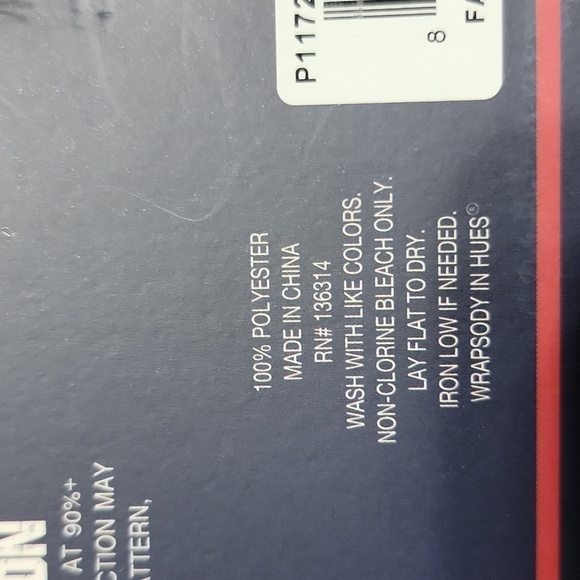 P1172
8
FA
100% POLYESTER
MADE IN CHINA
RN# 136314
WASH WITH LIKE COLORS.
NON-CLORINE BLEACH ONLY.
LAY FLAT TO DRY.
IRON LOW IF NEEDED.
WRAPSODY IN HUES®
ON
AT 90%+
CTION MAY
ATTERN,